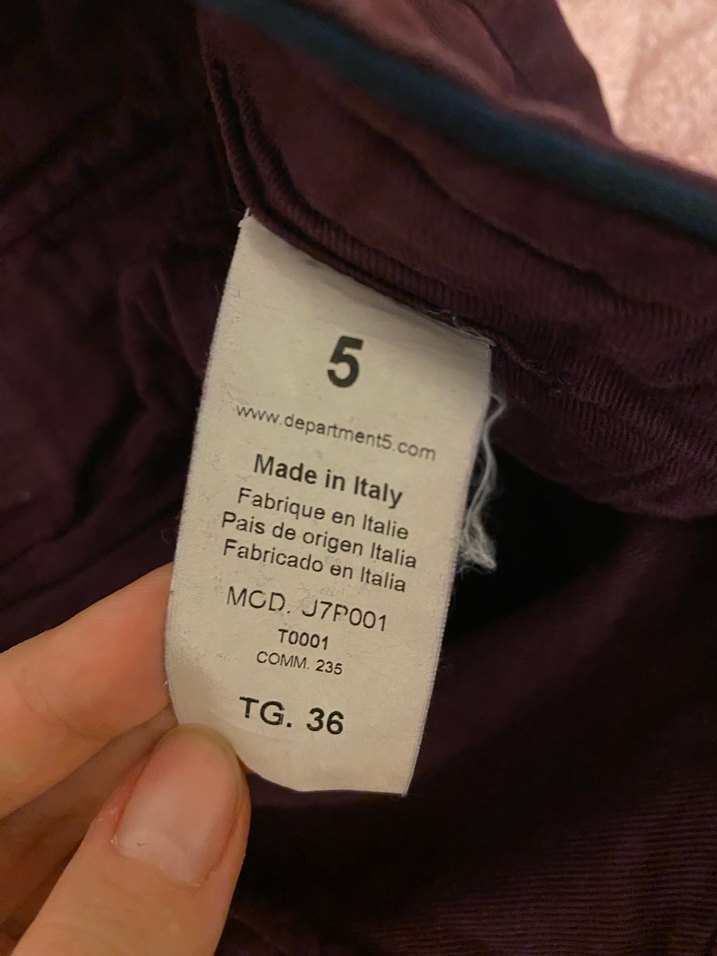 5
www.department5.com
Made in Italy
Fabrique en Italie
Pais de origen Italia
Fabricado en Italia
MOD. U7P001
T0001
COMM. 235
TG. 36